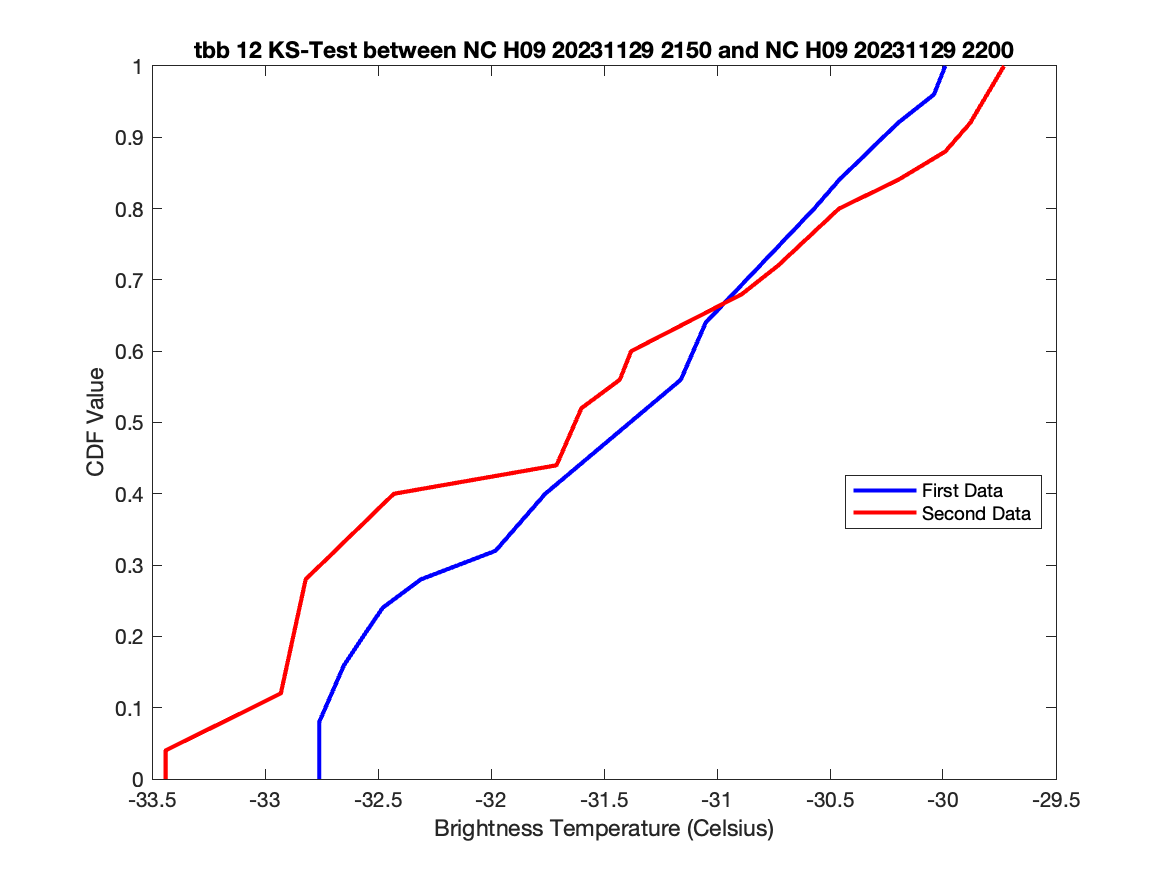 tbb 12 KS-Test between NC H09 20231129 2150 and NC H09 20231129 2200
1
0.9
0.8
0.7
0.6
0.5
0.4
0.3
0.2
0.1
0
CDF Value
First Data
Second Data
-33.5 -33 -32.5 -32 -31.5 -31 -30.5 -30 -29.5
Brightness Temperature (Celsius)